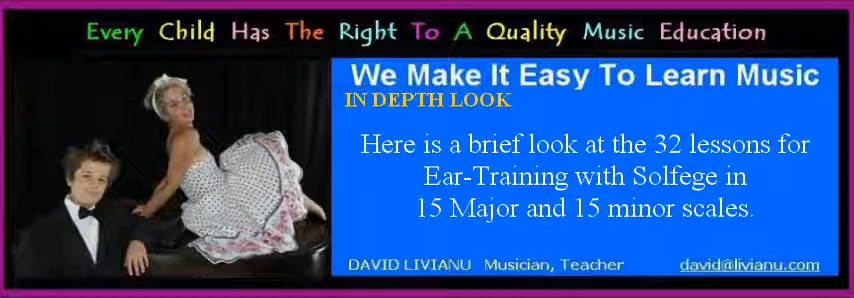 Every Child Has The Right To A Quality Music Education
We Make It Easy To Learn Music
IN DEPTH LOOK
Here is a brief look at the 32 lessons for
Ear-Training with Solfege in
15 Major and 15 minor scales.
DAVID LIVIANU Musician, Teacher david@livianu.com